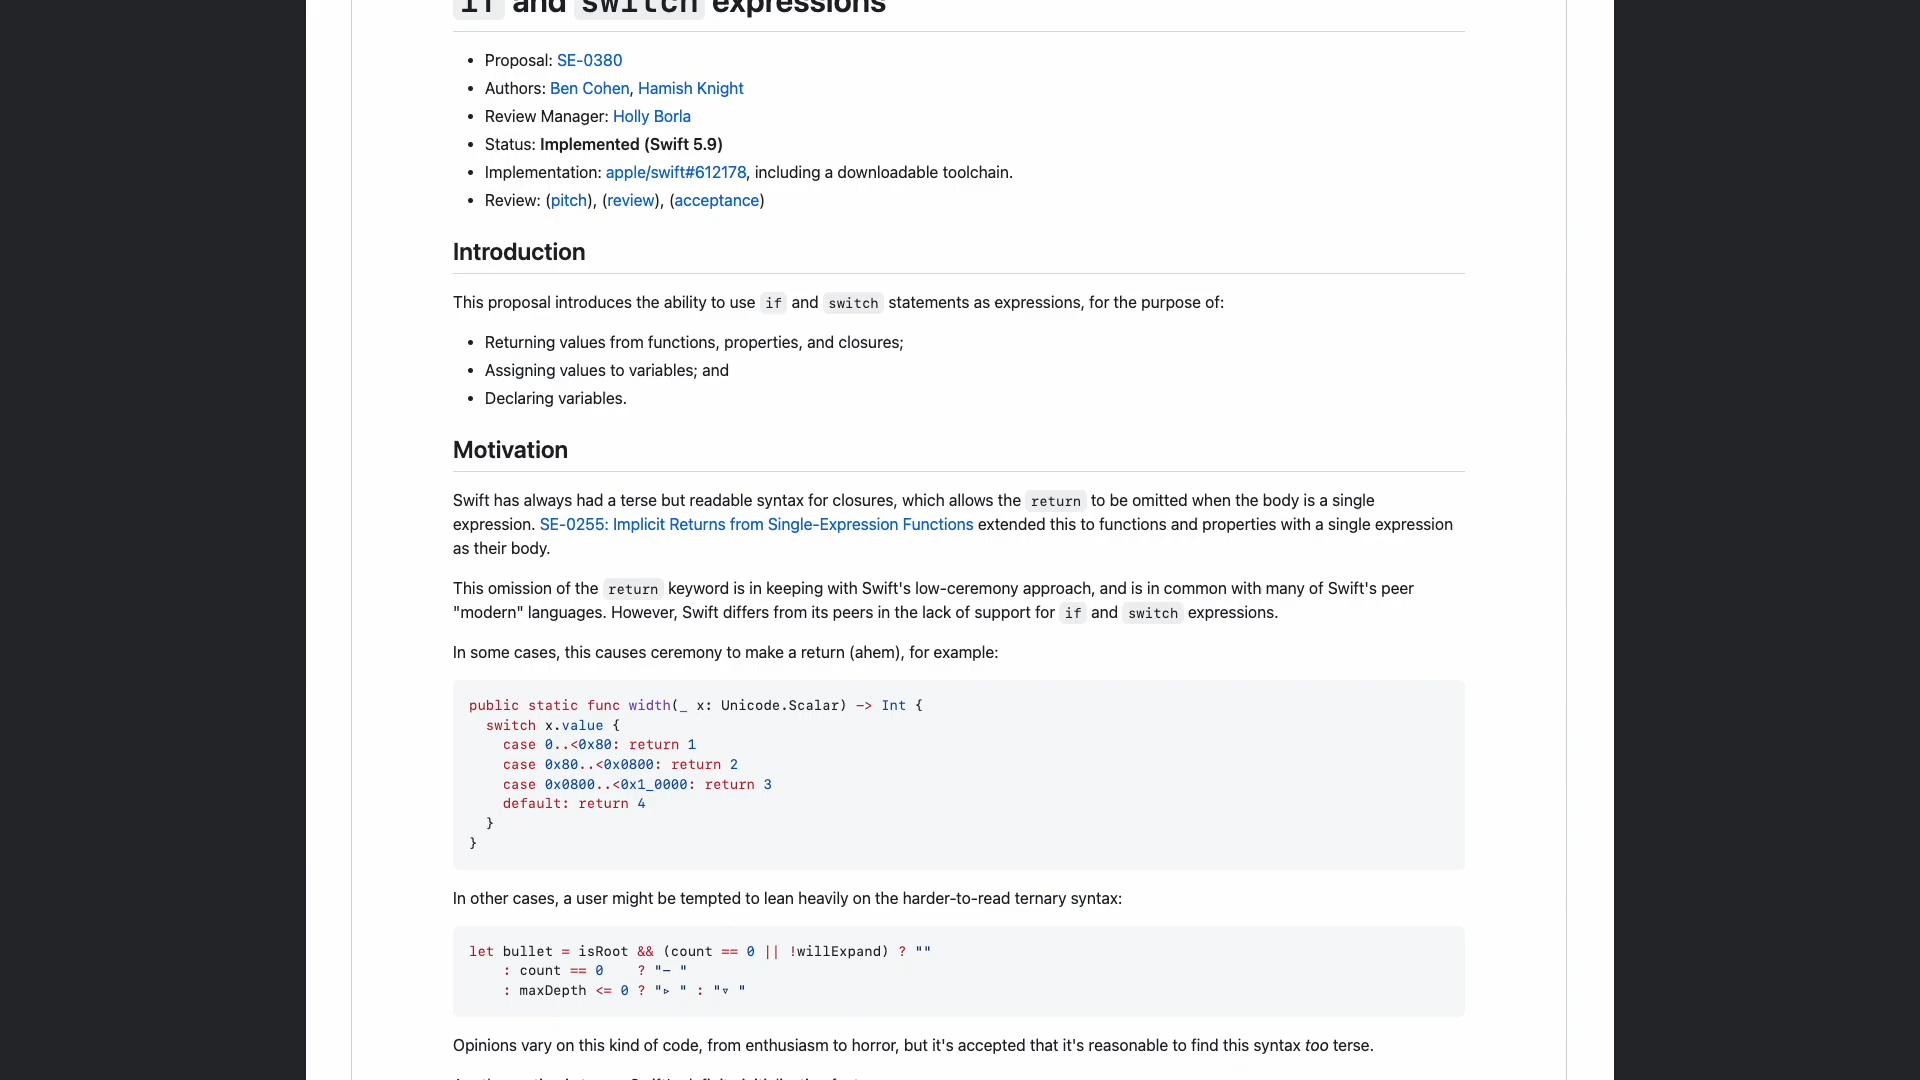 if and switch expressions
Proposal: SE-0380
Authors: Ben Cohen, Hamish Knight
Review Manager: Holly Borla
Status: Implemented (Swift 5.9)
Implementation: apple/swift#612178, including a downloadable toolchain.
Review: (pitch), (review), (acceptance)
Introduction
This proposal introduces the ability to use if and switch statements as expressions, for the purpose of:
Returning values from functions, properties, and closures;
Assigning values to variables; and
Declaring variables.
Motivation
Swift has always had a terse but readable syntax for closures, which allows the return to be omitted when the body is a single
expression. SE-0255: Implicit Returns from Single-Expression Functions extended this to functions and properties with a single expression
as their body.
This omission of the return keyword is in keeping with Swift's low-ceremony approach, and is in common with many of Swift's peer
"modern" languages. However, Swift differs from its peers in the lack of support for if and switch expressions.
In some cases, this causes ceremony to make a return (ahem), for example:
public static func width(_ x: Unicode.Scalar) -> Int {
  switch x.value {
    case 0..<0x80: return 1
    case 0x80..<0x0800: return 2
    case 0x0800..<0x1_0000: return 3
    default: return 4
  }
}
In other cases, a user might be tempted to lean heavily on the harder-to-read ternary syntax:
let bullet = isRoot && (count == 0 || !willExpand) ? ""
    : count == 0    ? "– "
    : maxDepth <= 0 ? "▹ " : "▿ "
Opinions vary on this kind of code, from enthusiasm to horror, but it's accepted that it's reasonable to find this syntax too terse.